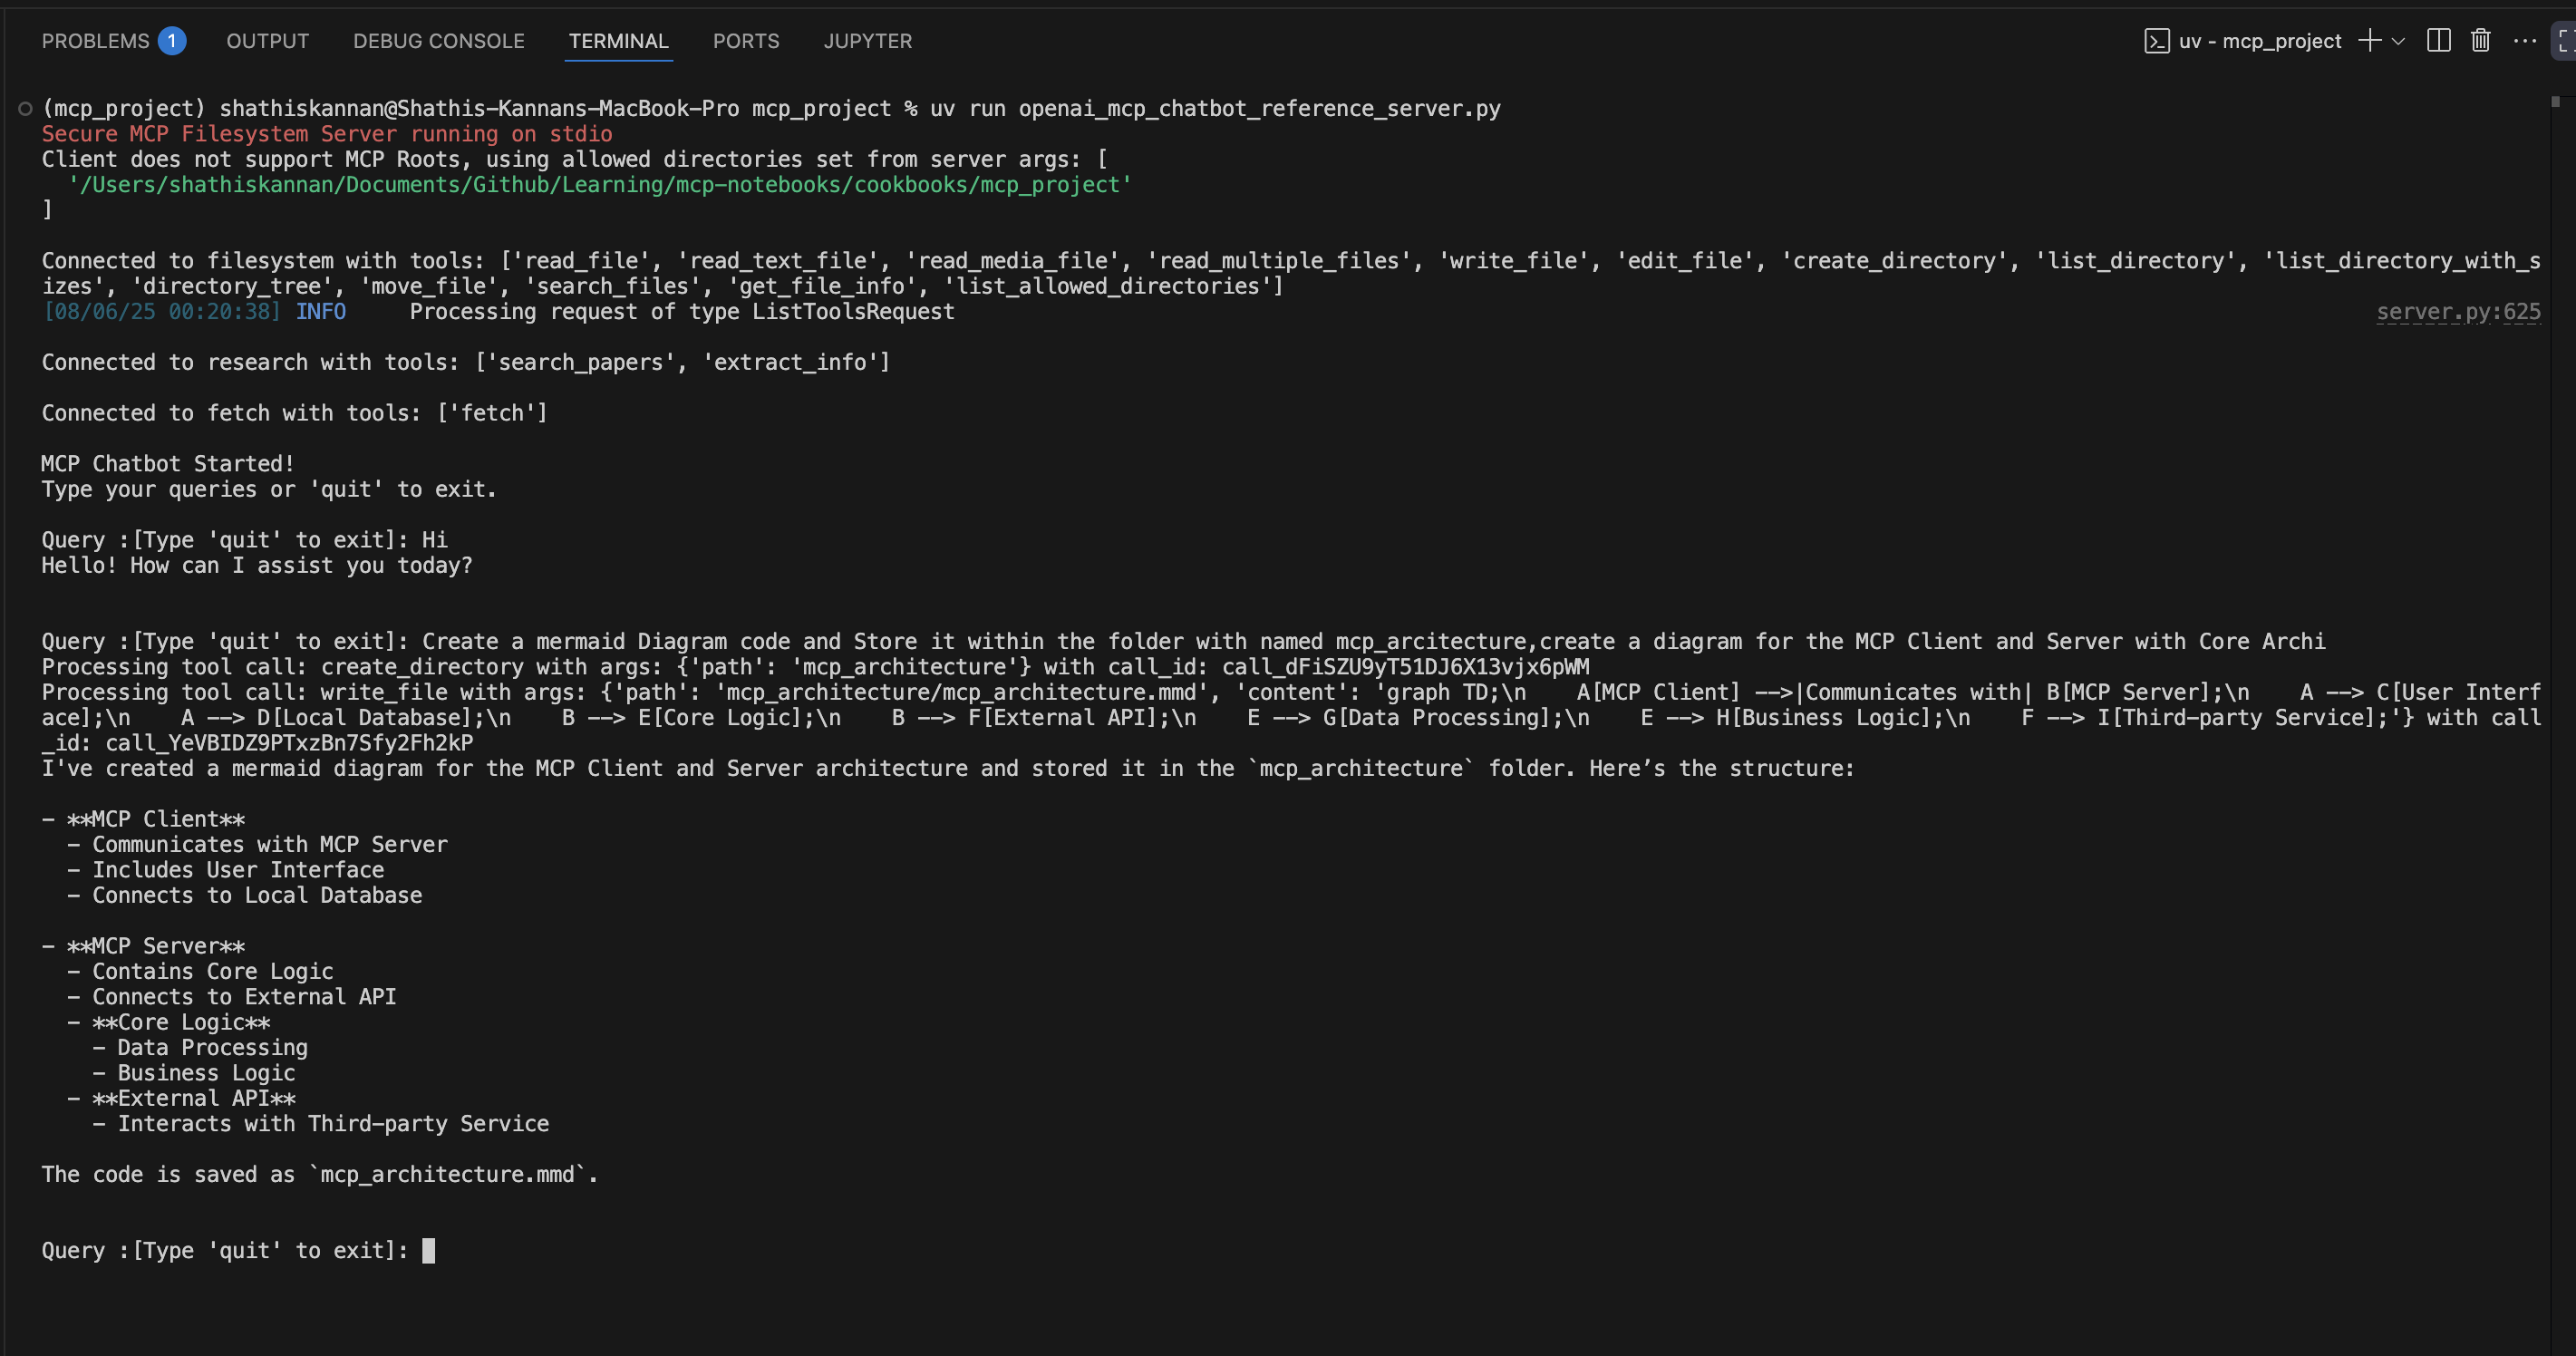 PROBLEMS 1 OUTPUT DEBUG CONSOLE TERMINAL PORTS JUPYTER uv - mcp_project
(mcp_project) shathiskannan@Shathis-Kannans-MacBook-Pro mcp_project % uv run openai_mcp_chatbot_reference_server.py
Secure MCP Filesystem Server running on stdio
Client does not support MCP Roots, using allowed directories set from server args: [
  '/Users/shathiskannan/Documents/Github/Learning/mcp-notebooks/cookbooks/mcp_project'
]
Connected to filesystem with tools: ['read_file', 'read_text_file', 'read_media_file', 'read_multiple_files', 'write_file', 'edit_file', 'create_directory', 'list_directory', 'list_directory_with_s
izes', 'directory_tree', 'move_file', 'search_files', 'get_file_info', 'list_allowed_directories']
[08/06/25 00:20:38] INFO     Processing request of type ListToolsRequest server.py:625
Connected to research with tools: ['search_papers', 'extract_info']
Connected to fetch with tools: ['fetch']
MCP Chatbot Started!
Type your queries or 'quit' to exit.
Query :[Type 'quit' to exit]: Hi
Hello! How can I assist you today?
Query :[Type 'quit' to exit]: Create a mermaid Diagram code and Store it within the folder with named mcp_arcitecture,create a diagram for the MCP Client and Server with Core Archi
Processing tool call: create_directory with args: {'path': 'mcp_architecture'} with call_id: call_dFiSZU9yT51DJ6X13vjx6pWM
Processing tool call: write_file with args: {'path': 'mcp_architecture/mcp_architecture.mmd', 'content': 'graph TD;\n    A[MCP Client] -->|Communicates with| B[MCP Server];\n    A --> C[User Interf
ace];\n    A --> D[Local Database];\n    B --> E[Core Logic];\n    B --> F[External API];\n    E --> G[Data Processing];\n    E --> H[Business Logic];\n    F --> I[Third-party Service];'} with call
_id: call_YeVBIDZ9PTxzBn7Sfy2Fh2kP
I've created a mermaid diagram for the MCP Client and Server architecture and stored it in the `mcp_architecture` folder. Here’s the structure:
- **MCP Client**
  - Communicates with MCP Server
  - Includes User Interface
  - Connects to Local Database
- **MCP Server**
  - Contains Core Logic
  - Connects to External API
  - **Core Logic**
    - Data Processing
    - Business Logic
  - **External API**
    - Interacts with Third-party Service
The code is saved as `mcp_architecture.mmd`.
Query :[Type 'quit' to exit]: